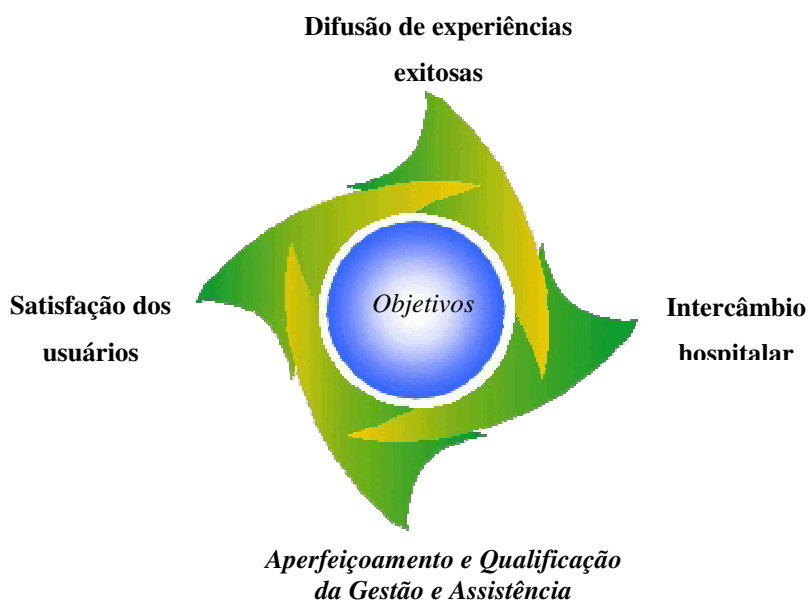 Difusão de experiências
exitosas
Satisfação dos
usuários
Objetivos
Intercâmbio
hospitalar
Aperfeiçoamento e Qualificação
da Gestão e Assistência